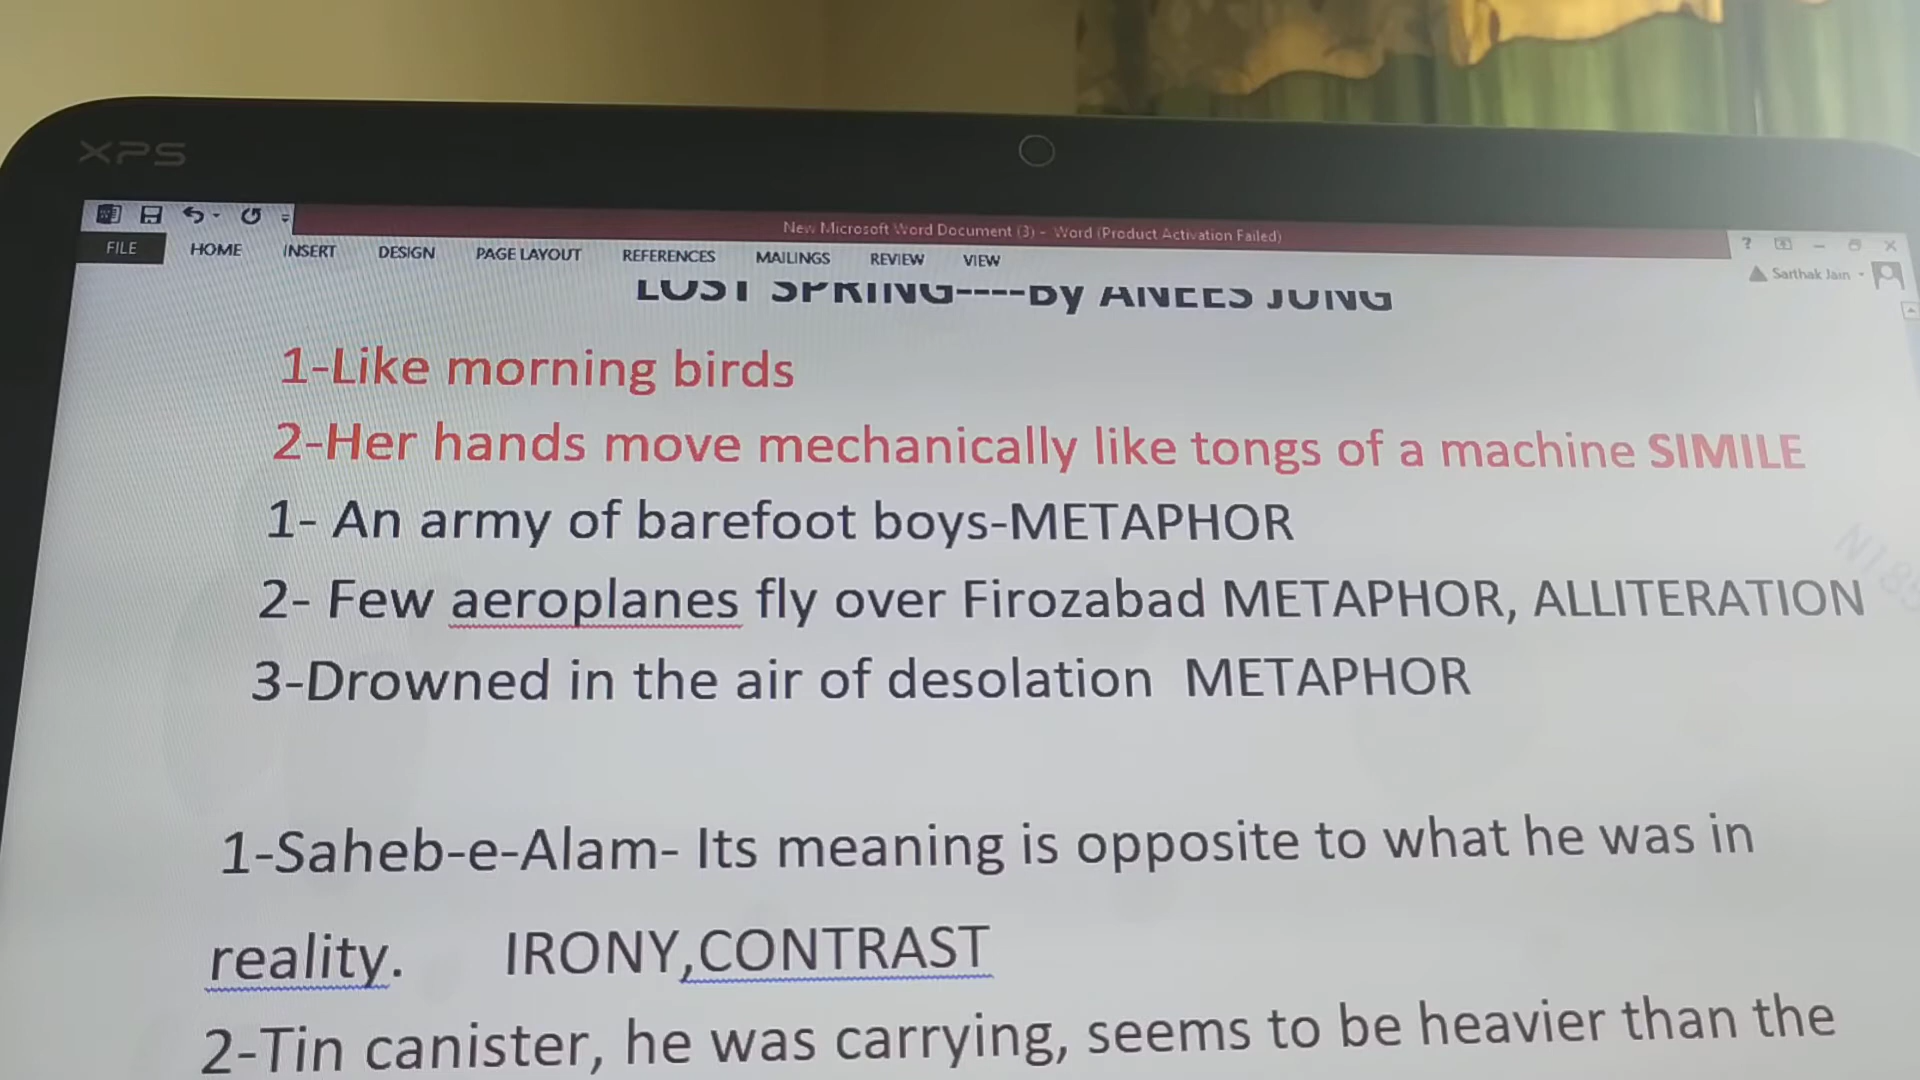 XPS
New Microsoft Word Document (3) - Word (Product Activation Failed)
FILE HOME INSERT DESIGN PAGE LAYOUT REFERENCES MAILINGS REVIEW VIEW
Sarthak Jain
LOST SPRING----By ANEES JUNG
1-Like morning birds
2-Her hands move mechanically like tongs of a machine SIMILE
1- An army of barefoot boys-METAPHOR
2- Few aeroplanes fly over Firozabad METAPHOR, ALLITERATION
3-Drowned in the air of desolation METAPHOR
1-Saheb-e-Alam- Its meaning is opposite to what he was in
reality. IRONY,CONTRAST
2-Tin canister, he was carrying, seems to be heavier than the